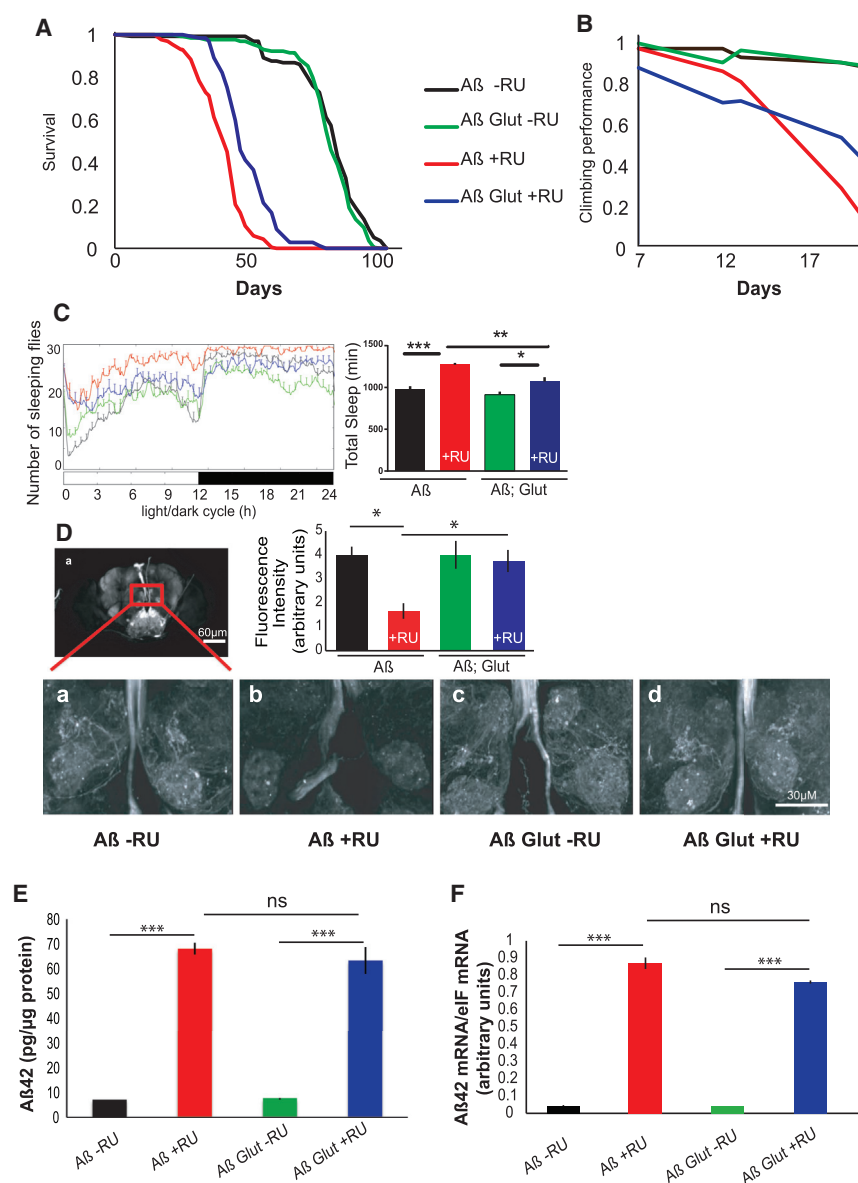 A
1
0.8
0.6
0.4
0.2
0
Survival
0
50
100
Days
Aß -RU
Aß Glut -RU
Aß +RU
Aß Glut +RU
B
1
0.8
0.6
0.4
0.2
0
Climbing performance
7
12
17
Days
C
30
20
10
0
Number of sleeping flies
0 3 6 9 12 15 18 21 24
light/dark cycle (h)
1500
1000
500
0
Total Sleep (min)
***
**
*
+RU
+RU
Aß
Aß; Glut
D
a
60µm
5
4
3
2
1
0
Fluorescence
Intensity
(arbitrary units)
*
*
+RU
+RU
Aß
Aß; Glut
a
b
c
d
30µM
Aß -RU
Aß +RU
Aß Glut -RU
Aß Glut +RU
E
80
70
60
50
40
30
20
10
0
Aß42 (pg/µg protein)
***
ns
***
Aß -RU
Aß +RU
Aß Glut -RU
Aß Glut +RU
F
1
0.9
0.8
0.7
0.6
0.5
0.4
0.3
0.2
0.1
0
Aß42 mRNA/eIF mRNA
(arbitrary units)
***
ns
***
Aß -RU
Aß +RU
Aß Glut -RU
Aß Glut +RU